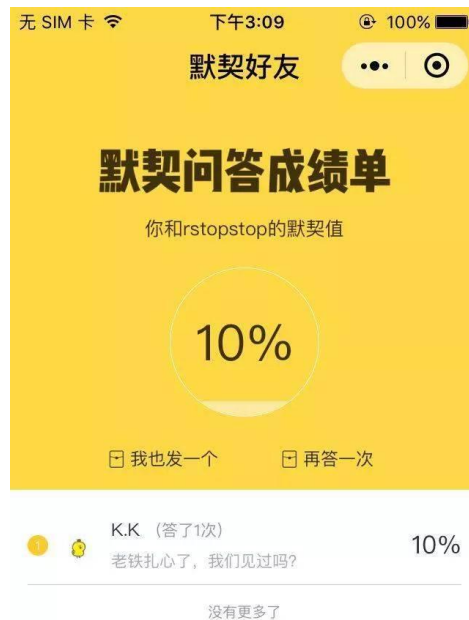 无 SIM 卡 下午3:09 100%
默契好友
默契问答成绩单
你和rstopstop的默契值
10%
我也发一个 再答一次
1 K.K （答了1次） 10%
老铁扎心了，我们见过吗?
没有更多了